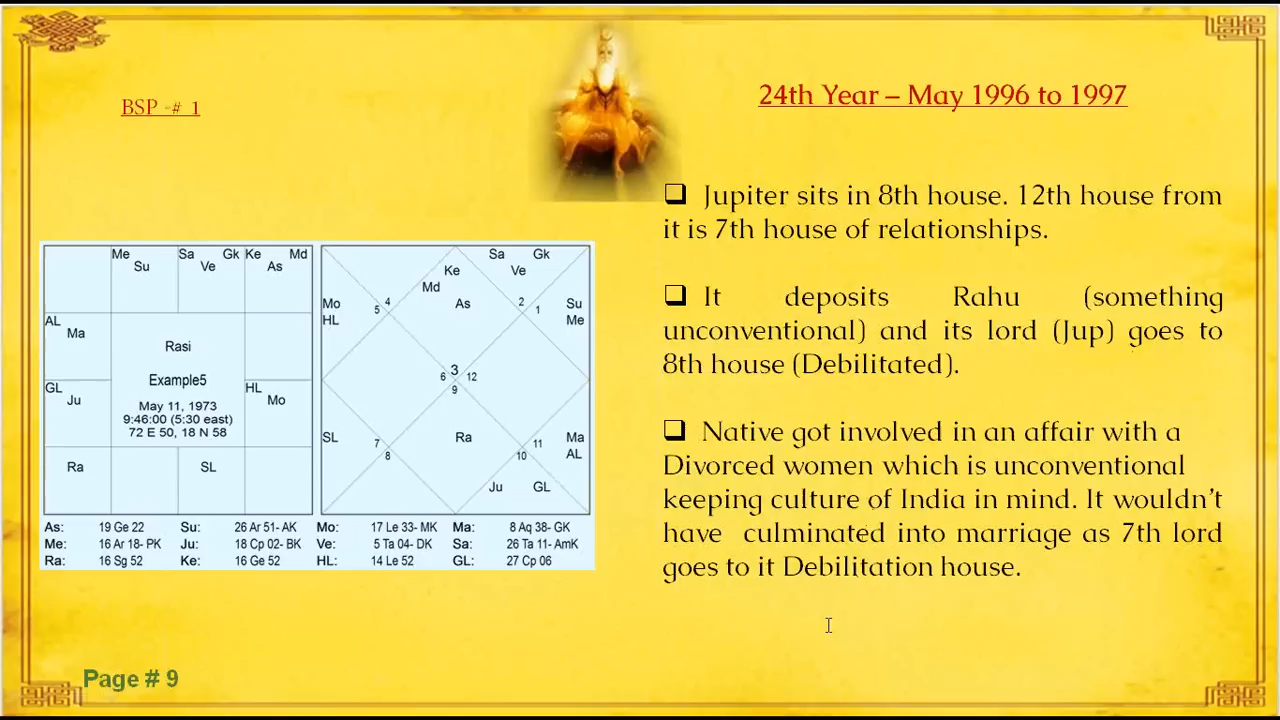 BSP -# 1
24th Year – May 1996 to 1997
❑ Jupiter sits in 8th house. 12th house from
it is 7th house of relationships.
❑ It deposits Rahu (something
unconventional) and its lord (Jup) goes to
8th house (Debilitated).
❑ Native got involved in an affair with a
Divorced women which is unconventional
keeping culture of India in mind. It wouldn't
have culminated into marriage as 7th lord
goes to it Debilitation house.
Me Sa Gk Ke Md
Su Ve As
AL
Ma
Rasi
Example5
GL HL
Ju Mo
May 11, 1973
9:46:00 (5:30 east)
72 E 50, 18 N 58
Ra SL
Sa Gk
Ke Ve
Md
Mo 4 As 2 Su
HL 5 1 Me
3
6 12
9
SL 7 Ra 11 Ma
8 10 AL
Ju GL
As: 19 Ge 22 Su: 26 Ar 51- AK Mo: 17 Le 33- MK Ma: 8 Aq 38- GK
Me: 16 Ar 18- PK Ju: 18 Cp 02- BK Ve: 5 Ta 04- DK Sa: 26 Ta 11- AmK
Ra: 16 Sg 52 Ke: 16 Ge 52 HL: 14 Le 52 GL: 27 Cp 06
Page # 9